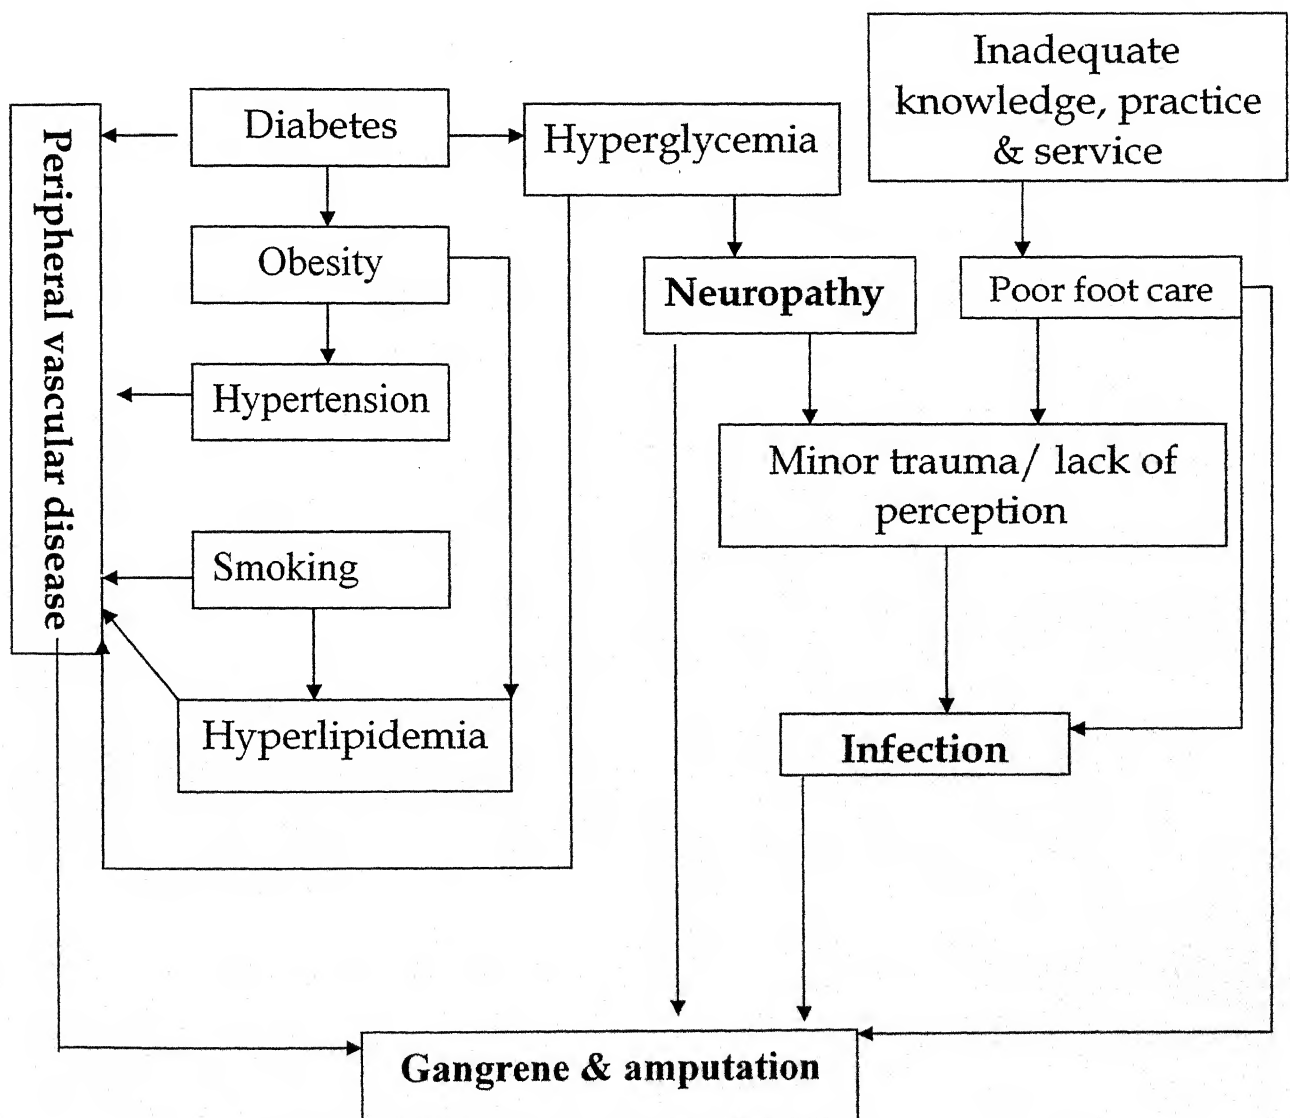 Inadequate
knowledge, practice
& service
Peripheral vascular disease
Diabetes
Hyperglycemia
Obesity
Neuropathy
Poor foot care
Hypertension
Minor trauma/ lack of
perception
Smoking
Hyperlipidemia
Infection
Gangrene & amputation